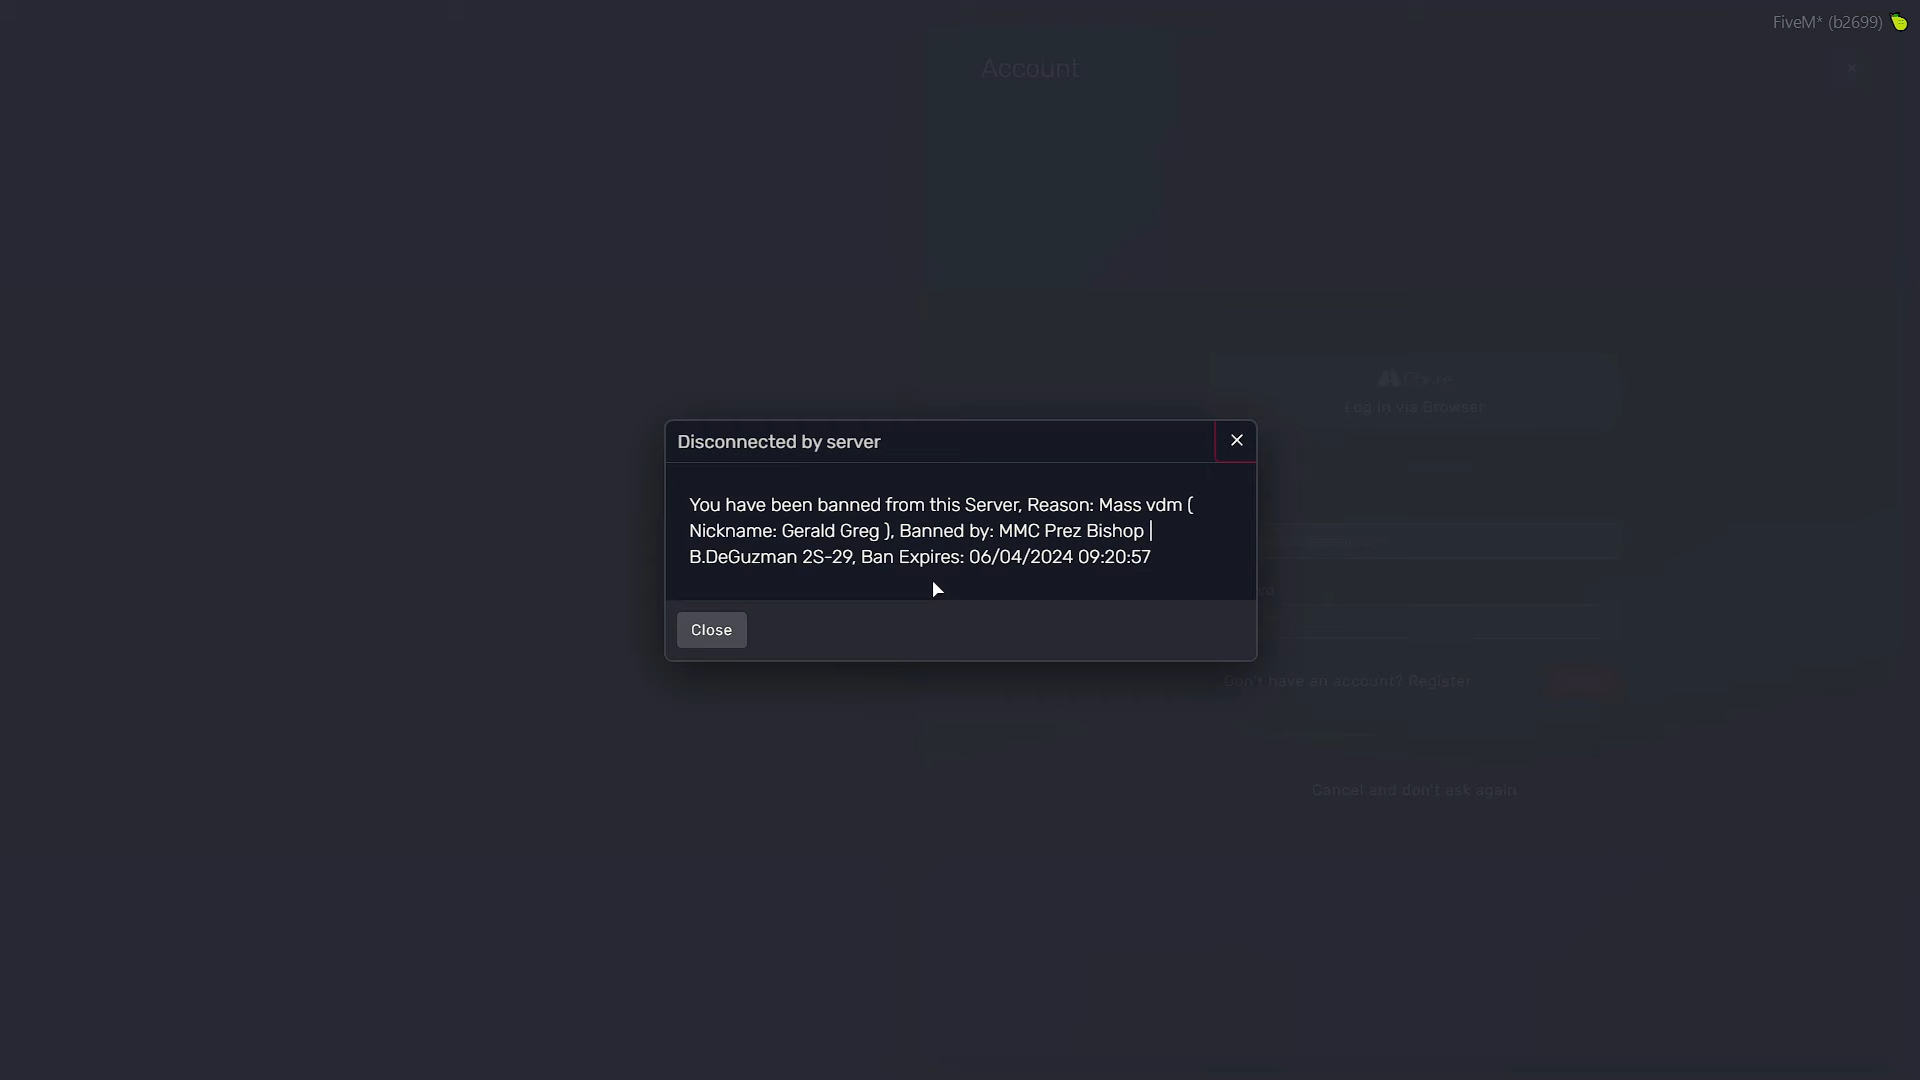 FiveM* (b2699)
Account
Log in via Browser
Disconnected by server
You have been banned from this Server, Reason: Mass vdm (
Nickname: Gerald Greg ), Banned by: MMC Prez Bishop |
B.DeGuzman 2S-29, Ban Expires: 06/04/2024 09:20:57
Close
Don't have an account? Register
Cancel and don't ask again